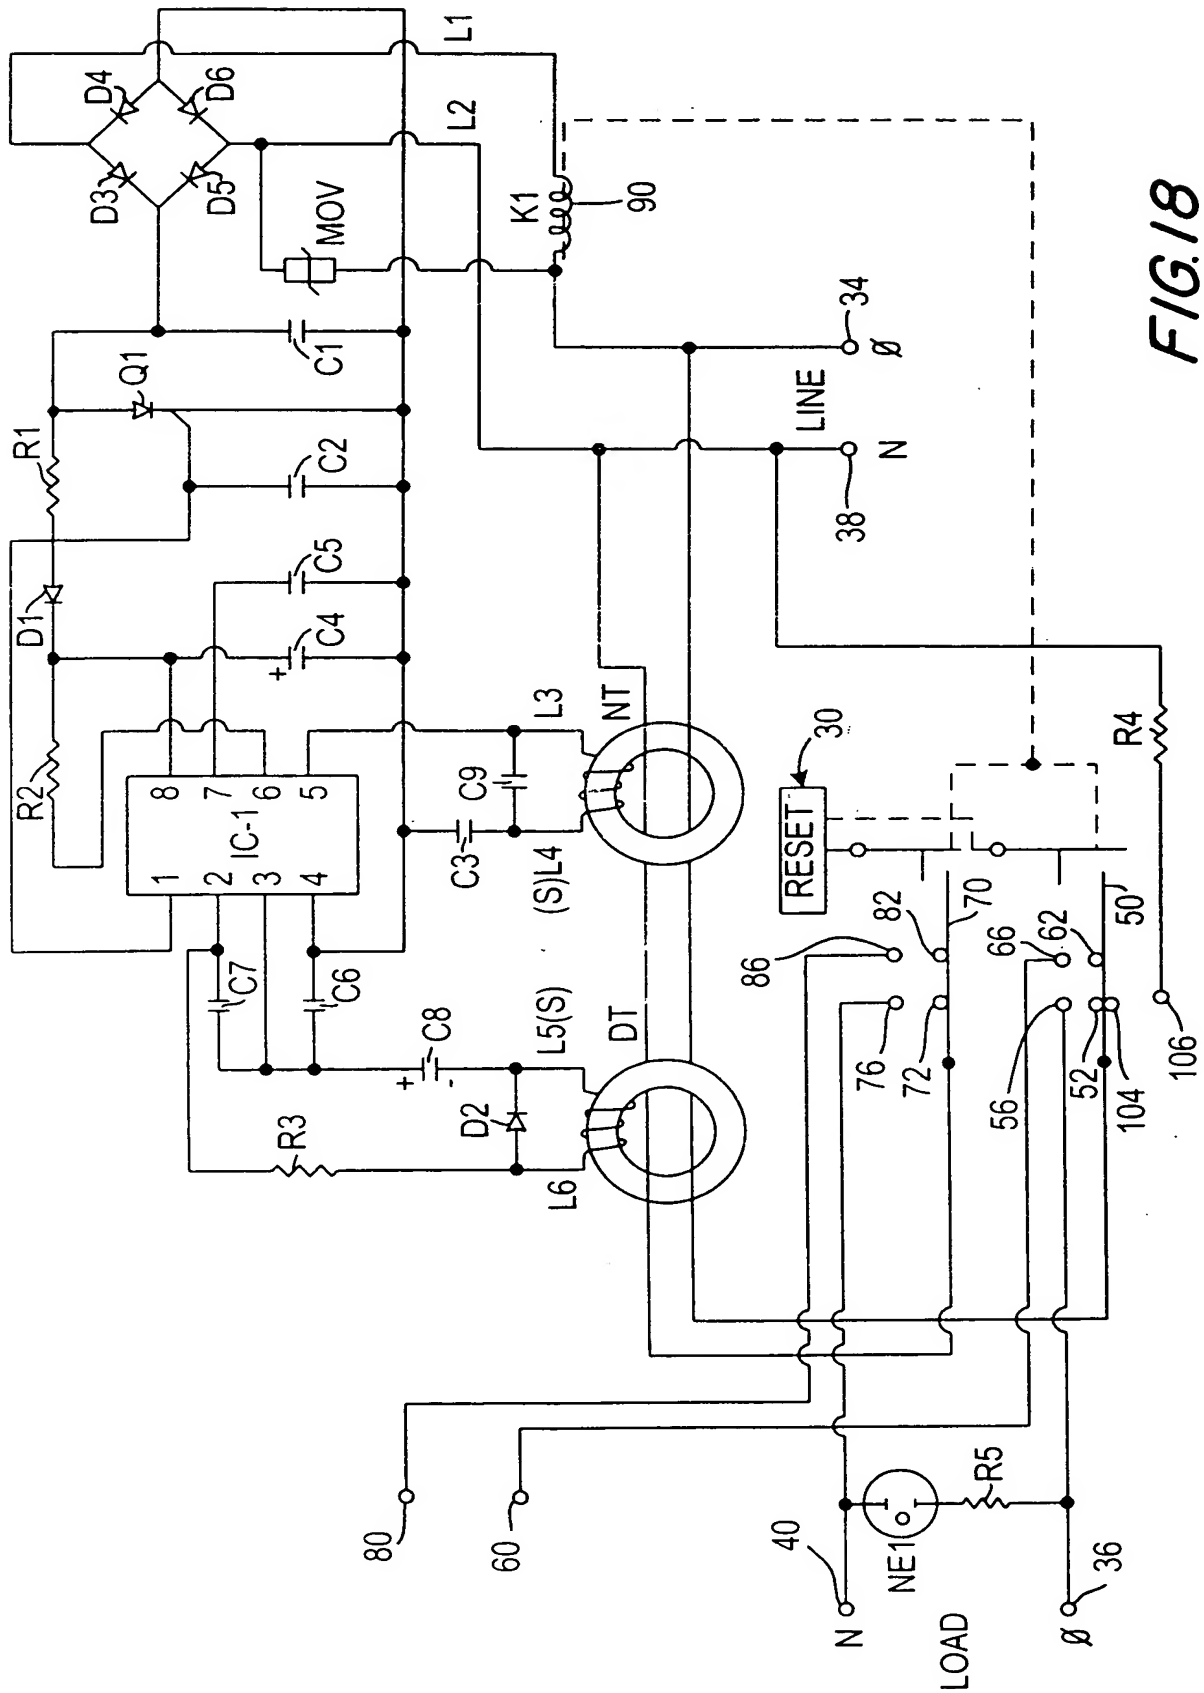 L1
L2
D4
D6
D3
D5
MOV
K1
90
C1
Q1
R1
C2
D1
C5
C4
+
R2
IC-1
1
2
3
4
8
7
6
5
C7
C6
C8
+
-
R3
D2
L6
L5(S)
DT
C3
C9
L3
(S)L4
NT
LINE
34
Ø
38
N
RESET
30
R4
86
82
70
76
72
66
62
50
56
52
104
106
80
60
40
N
NE1
R5
LOAD
Ø
36
FIG.18